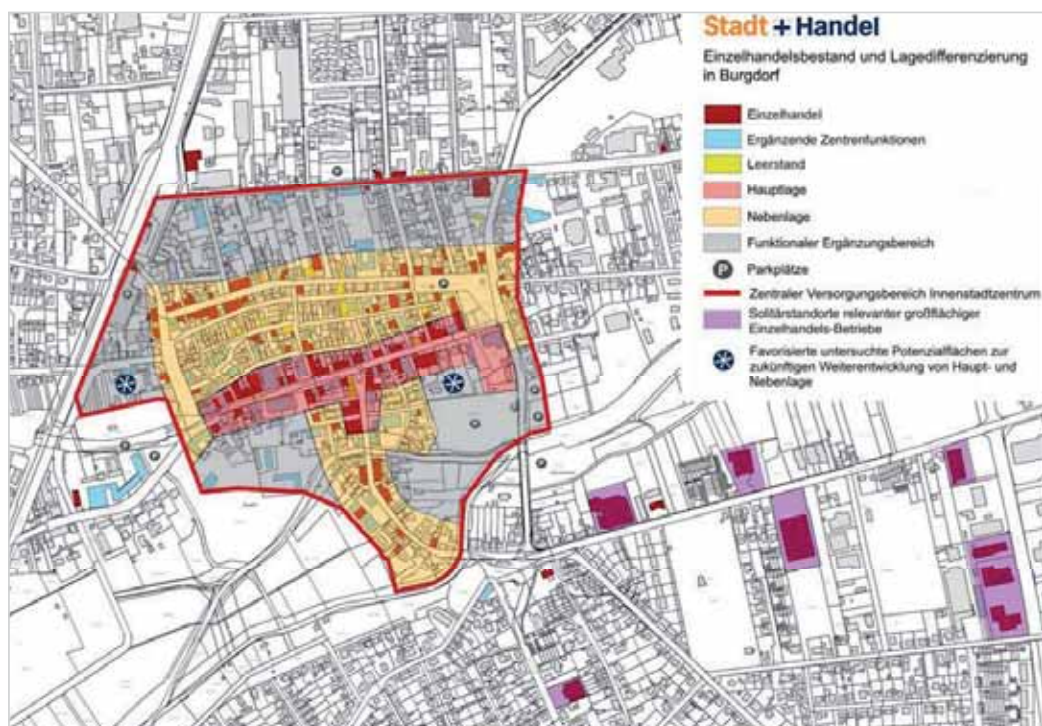 Stadt + Handel
Einzelhandelsbestand und Lagedifferenzierung
in Burgdorf
Einzelhandel
Ergänzende Zentrenfunktionen
Leerstand
Hauptlage
Nebenlage
Funktionaler Ergänzungsbereich
P Parkplätze
Zentraler Versorgungsbereich Innenstadtzentrum
Solitärstandorte relevanter großflächiger
Einzelhandels-Betriebe
Favorisierte untersuchte Potenzialflächen zur
zukünftigen Weiterentwicklung von Haupt- und
Nebenlage